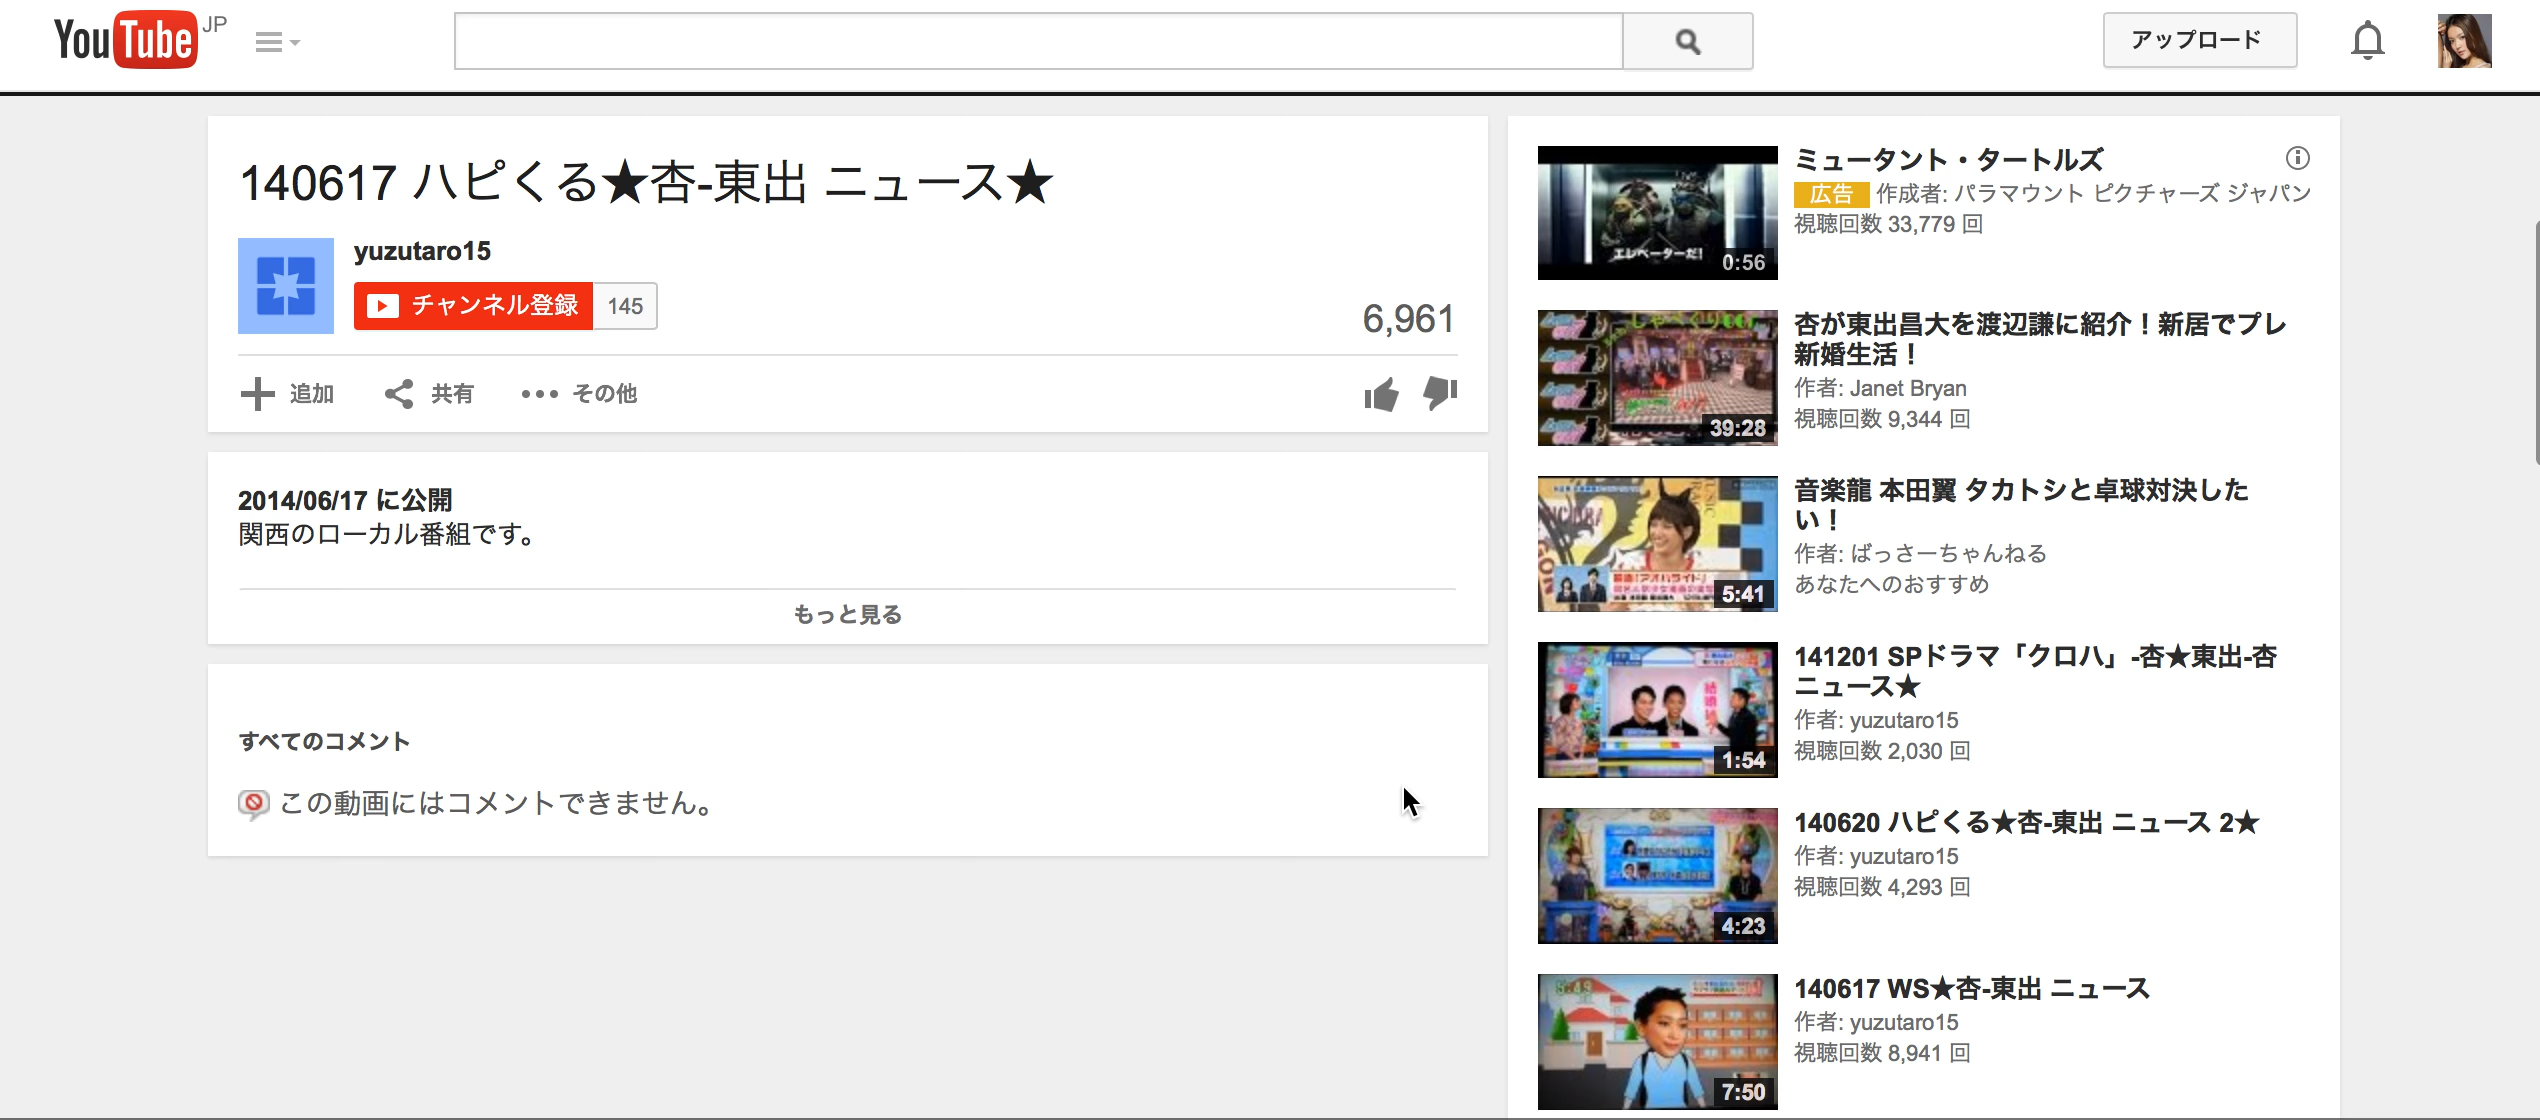 YouTube JP
アップロード
140617 ハピくる★杏-東出 ニュース★
yuzutaro15
チャンネル登録 145
6,961
追加 共有 その他
2014/06/17 に公開
関西のローカル番組です。
もっと見る
すべてのコメント
この動画にはコメントできません。
エレベーターだ!
0:56
ミュータント・タートルズ
広告 作成者: パラマウント ピクチャーズ ジャパン
視聴回数 33,779 回
39:28
杏が東出昌大を渡辺謙に紹介！新居でプレ
新婚生活！
作者: Janet Bryan
視聴回数 9,344 回
5:41
音楽龍 本田翼 タカトシと卓球対決した
い！
作者: ばっさーちゃんねる
あなたへのおすすめ
1:54
141201 SPドラマ「クロハ」-杏★東出-杏
ニュース★
作者: yuzutaro15
視聴回数 2,030 回
4:23
140620 ハピくる★杏-東出 ニュース 2★
作者: yuzutaro15
視聴回数 4,293 回
5:49
7:50
140617 WS★杏-東出 ニュース
作者: yuzutaro15
視聴回数 8,941 回